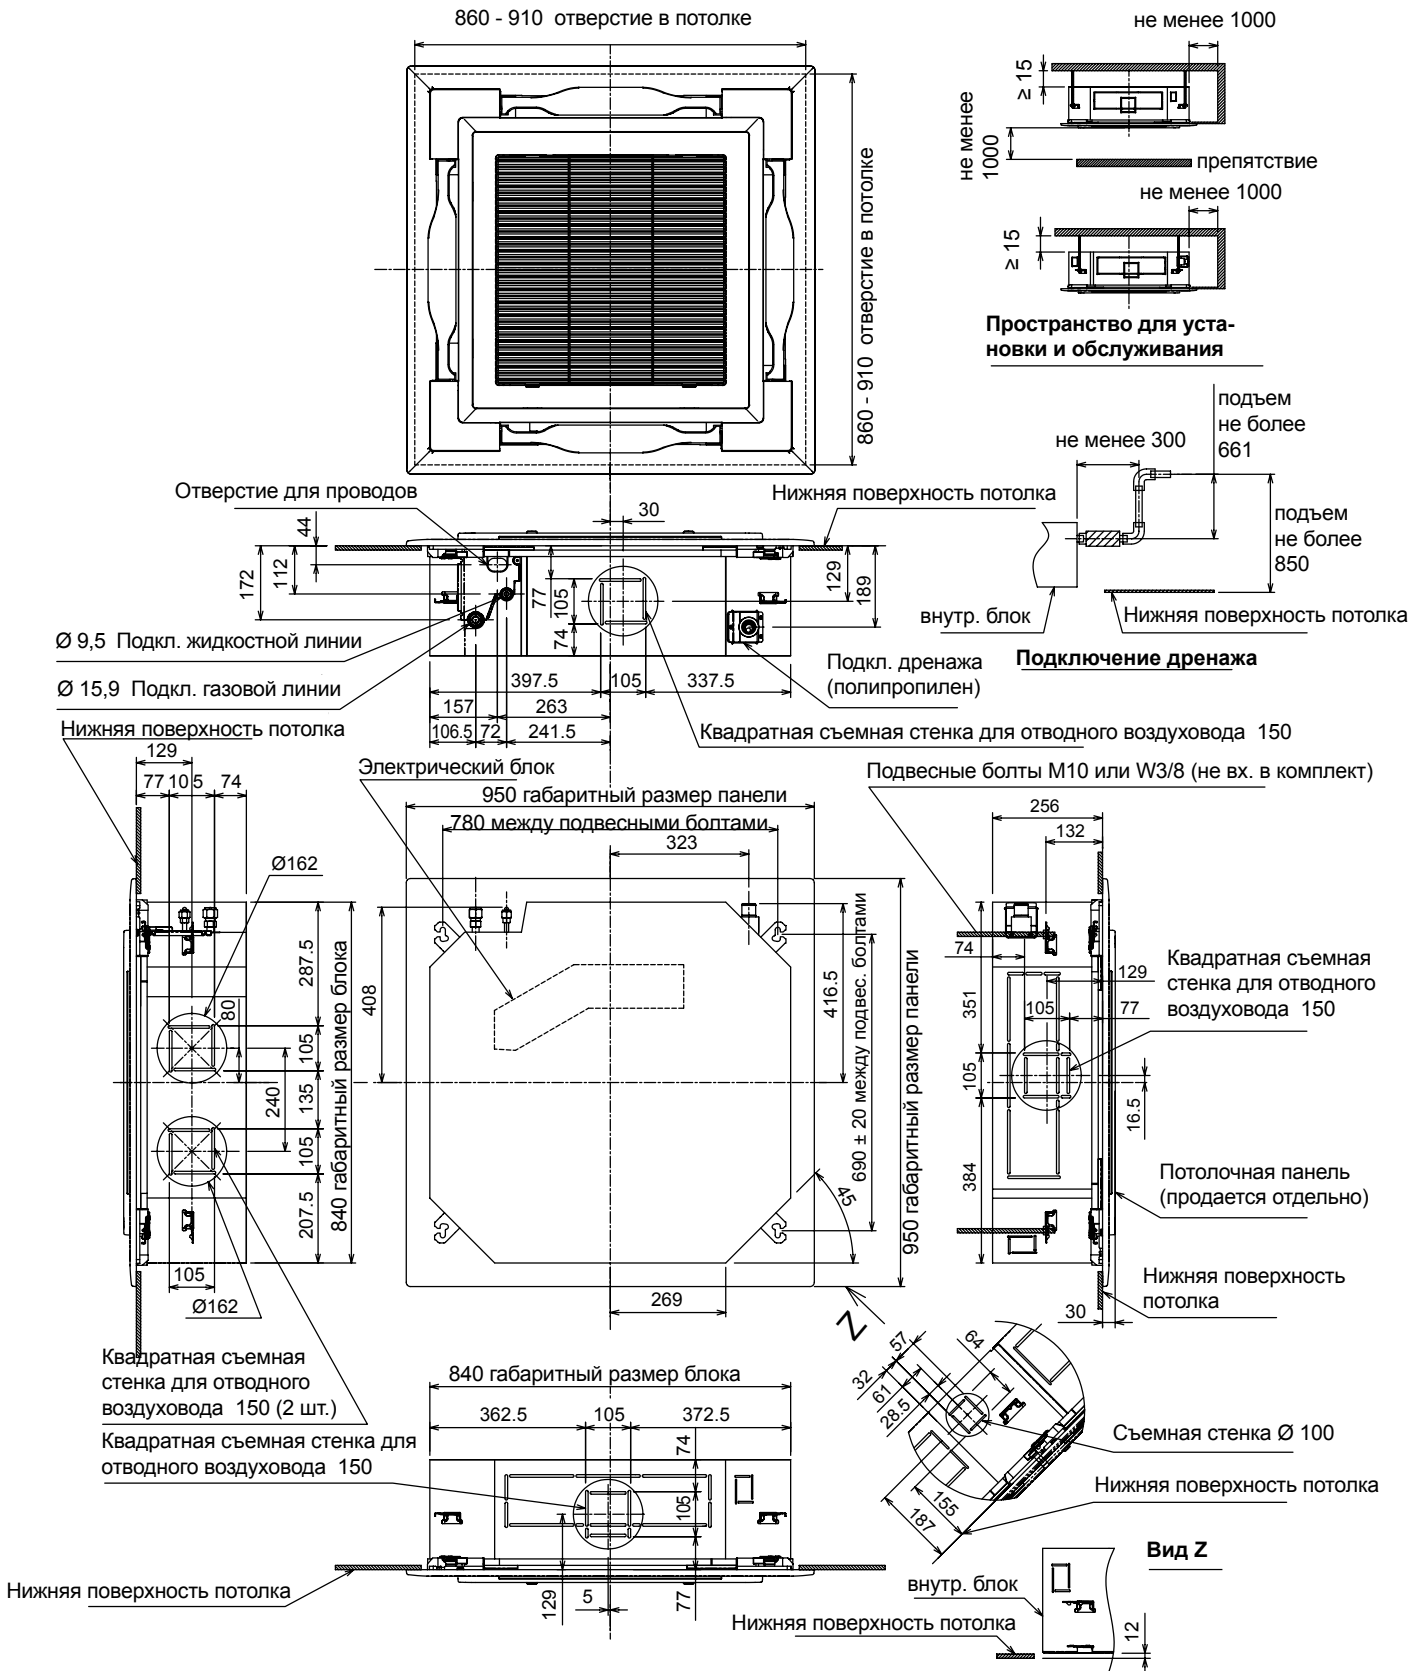 860 - 910 отверстие в потолке
860 - 910 отверстие в потолке
не менее 1000
≥ 15
не менее
1000
препятствие
не менее 1000
≥ 15
Пространство для уста-
новки и обслуживания
подъем
не более
661
не менее 300
подъем
не более
850
внутр. блок
Нижняя поверхность потолка
Подключение дренажа
Отверстие для проводов
Нижняя поверхность потолка
30
44
112
172
77
105
74
129
189
Ø 9,5 Подкл. жидкостной линии
Ø 15,9 Подкл. газовой линии
Подкл. дренажа
(полипропилен)
397.5
105
337.5
157
263
106.5
72
241.5
Квадратная съемная стенка для отводного воздуховода 150
Нижняя поверхность потолка
129
77
105
74
Ø162
287.5
80
105
135
240
105
207.5
840 габаритный размер блока
105
Ø162
Квадратная съемная
стенка для отводного
воздуховода 150 (2 шт.)
Электрический блок
950 габаритный размер панели
780 между подвесными болтами
323
408
416.5
690 ± 20 между подвес. болтами
950 габаритный размер панели
45
269
Z
Подвесные болты M10 или W3/8 (не вх. в комплект)
256
132
74
129
351
105
77
105
16.5
384
30
Квадратная съемная
стенка для отводного
воздуховода 150
Потолочная панель
(продается отдельно)
Нижняя поверхность
потолка
840 габаритный размер блока
362.5
105
372.5
Квадратная съемная стенка для
отводного воздуховода 150
74
105
77
129
5
Нижняя поверхность потолка
57
64
32
61
28.5
155
187
Съемная стенка Ø 100
Нижняя поверхность потолка
Вид Z
внутр. блок
Нижняя поверхность потолка
12